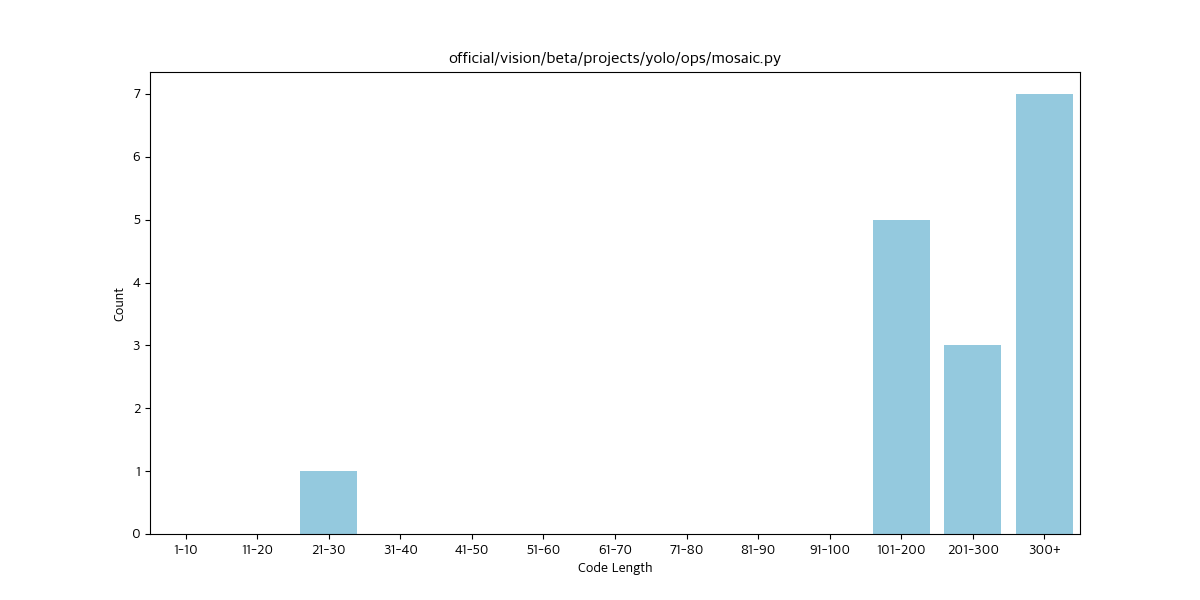 official/vision/beta/projects/yolo/ops/mosaic.py
7
6
5
4
3
2
1
0
Count
1-10 11-20 21-30 31-40 41-50 51-60 61-70 71-80 81-90 91-100 101-200 201-300 300+
Code Length